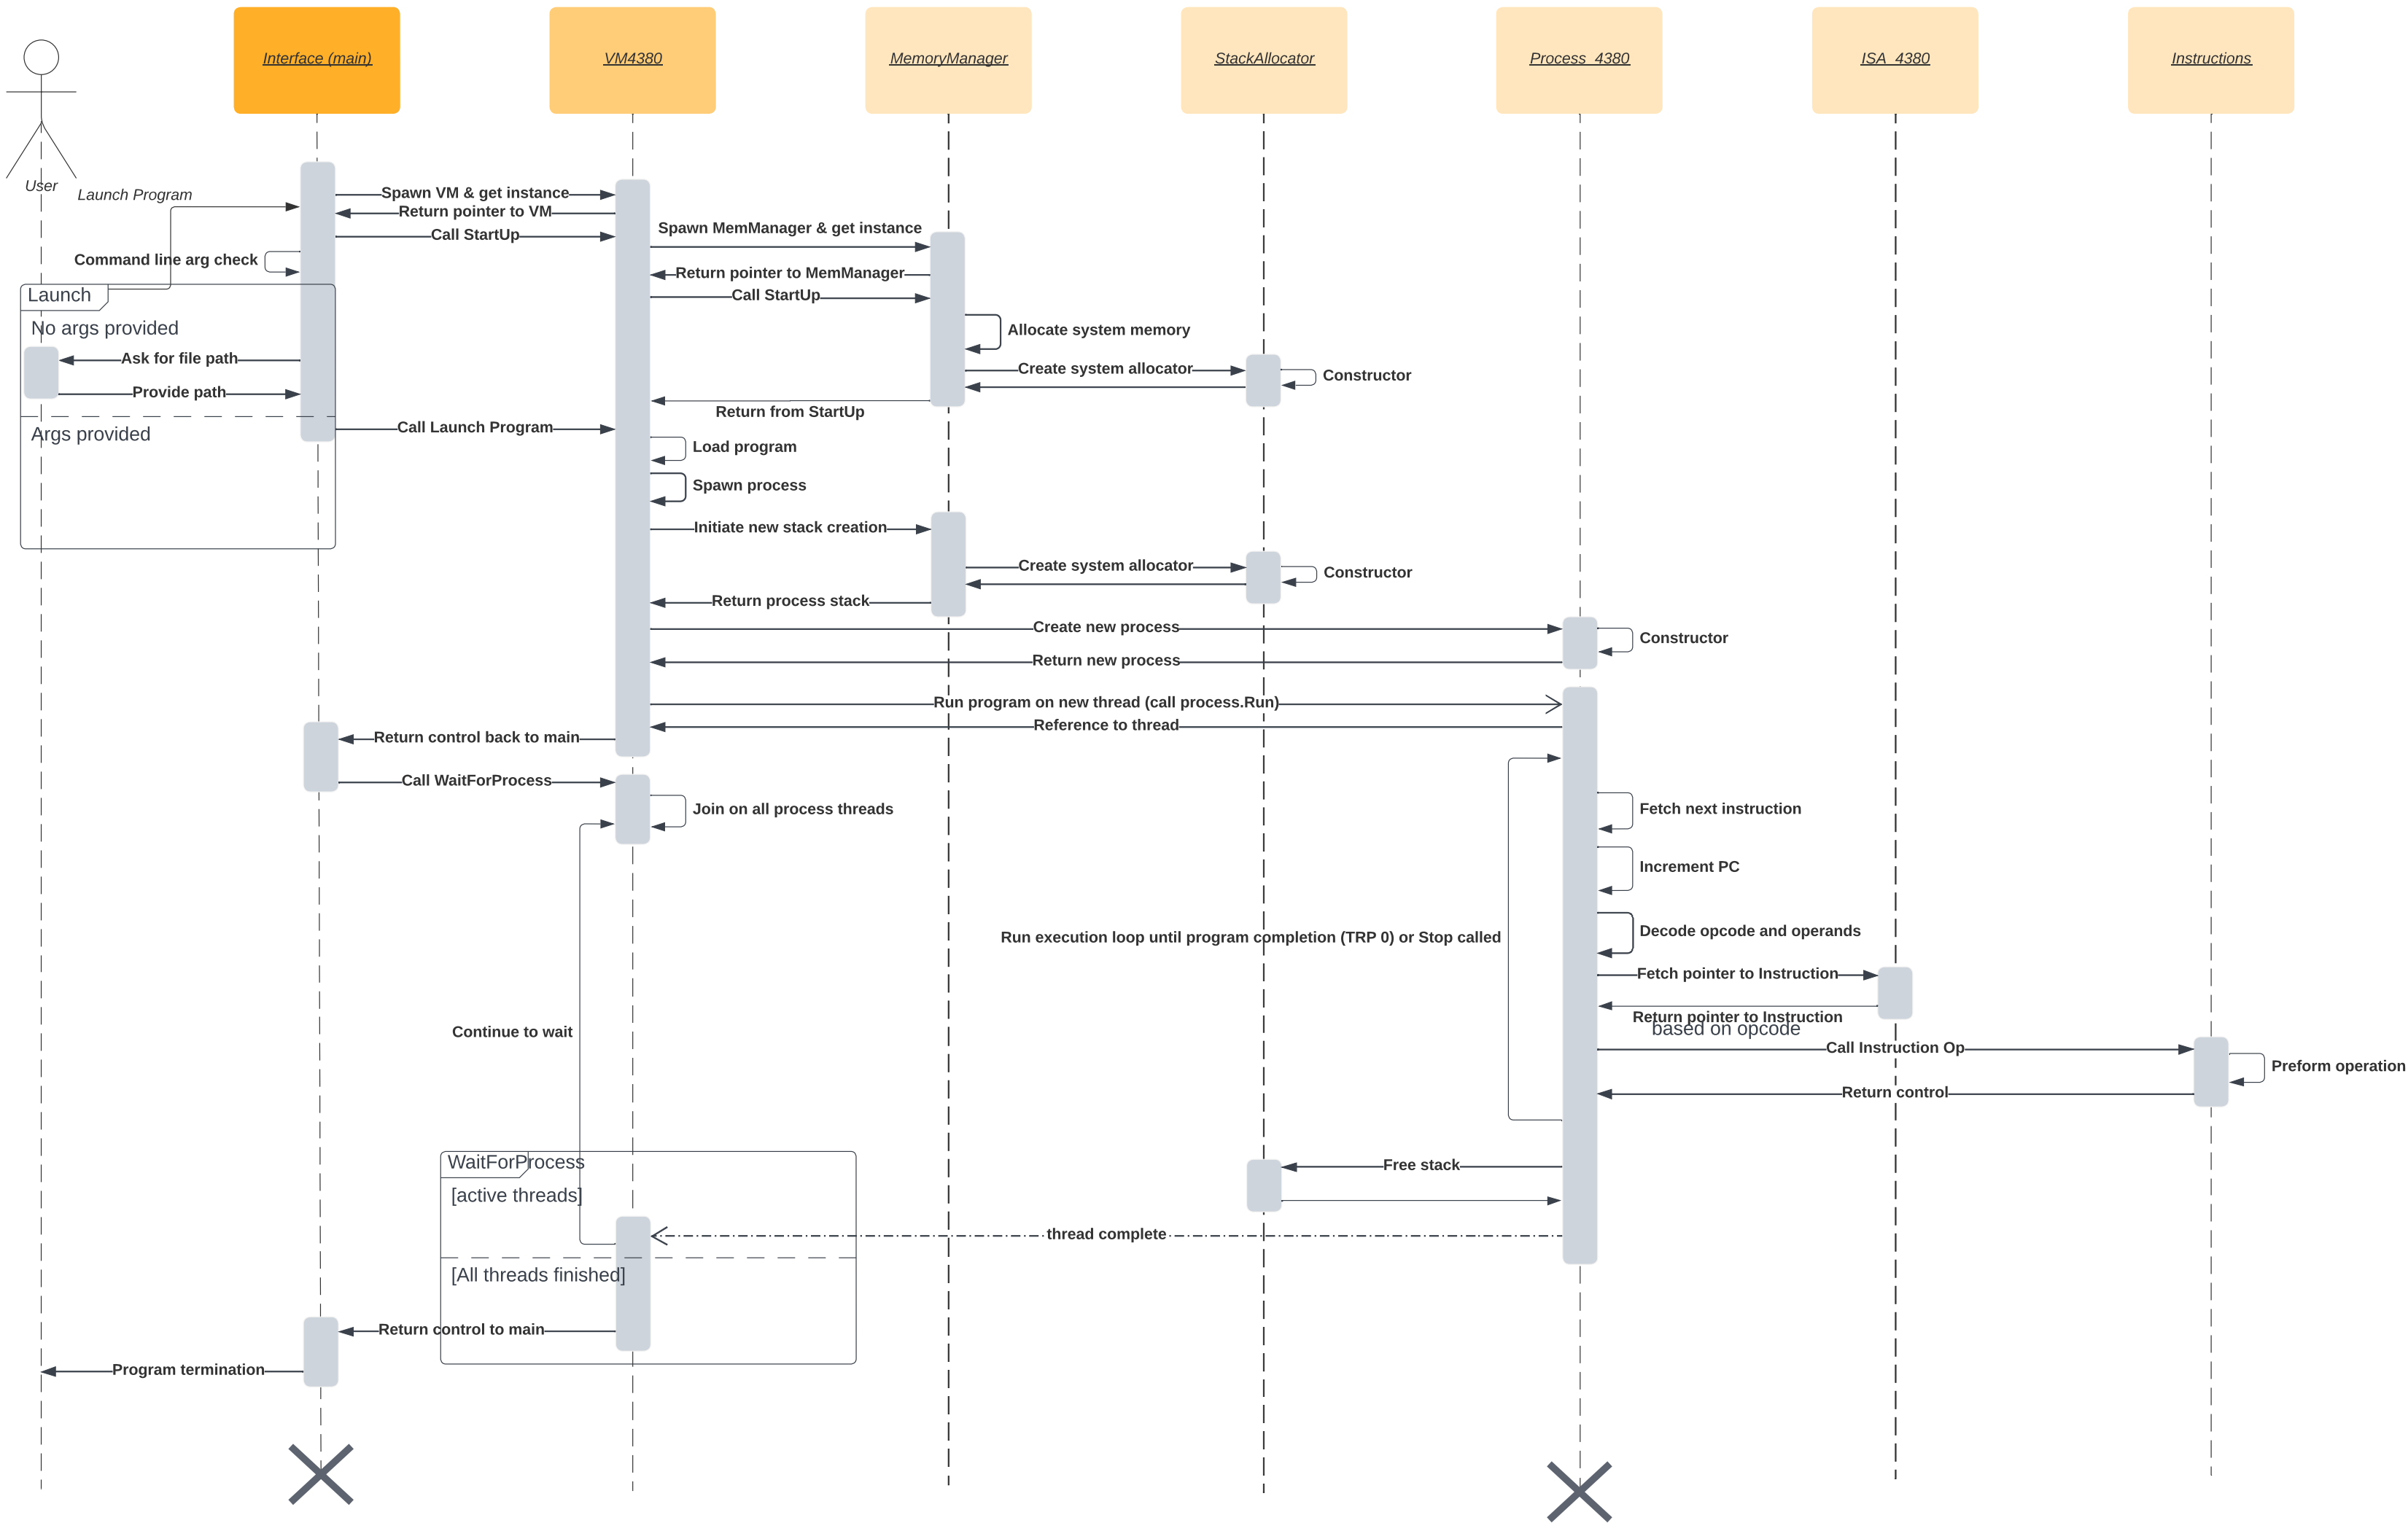 Interface (main)
VM4380
MemoryManager
StackAllocator
Process_4380
ISA_4380
Instructions
User
Launch Program
Spawn VM & get instance
Return pointer to VM
Call StartUp
Spawn MemManager & get instance
Command line arg check
Return pointer to MemManager
Call StartUp
Launch
No args provided
Allocate system memory
Ask for file path
Create system allocator
Constructor
Provide path
Return from StartUp
Args provided
Call Launch Program
Load program
Spawn process
Initiate new stack creation
Create system allocator
Constructor
Return process stack
Create new process
Constructor
Return new process
Run program on new thread (call process.Run)
Reference to thread
Return control back to main
Call WaitForProcess
Join on all process threads
Fetch next instruction
Increment PC
Run execution loop until program completion (TRP 0) or Stop called
Decode opcode and operands
Fetch pointer to Instruction
Return pointer to Instruction
based on opcode
Continue to wait
Call Instruction Op
Preform operation
Return control
WaitForProcess
Free stack
[active threads]
thread complete
[All threads finished]
Return control to main
Program termination